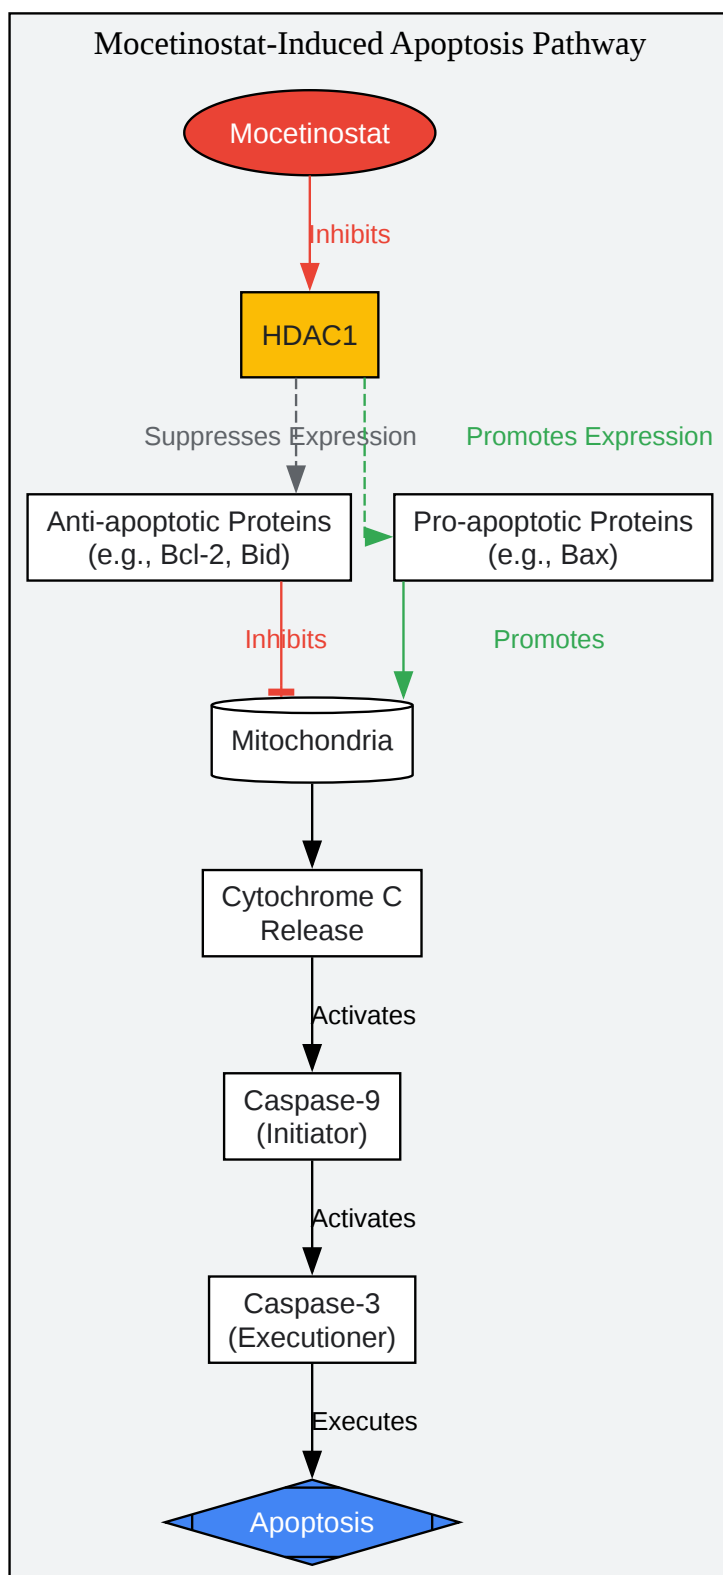 Mocetinostat-Induced Apoptosis Pathway
Mocetinostat
Inhibits
HDAC1
Suppresses Expression
Promotes Expression
Anti-apoptotic Proteins
(e.g., Bcl-2, Bid)
Pro-apoptotic Proteins
(e.g., Bax)
Inhibits
Promotes
Mitochondria
Cytochrome C
Release
Activates
Caspase-9
(Initiator)
Activates
Caspase-3
(Executioner)
Executes
Apoptosis